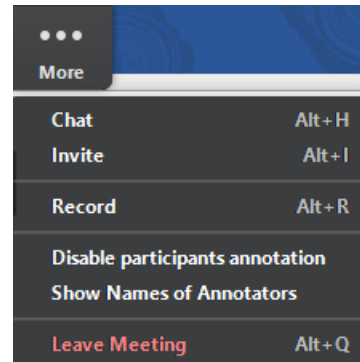 More
Chat Alt+H
Invite Alt+I
Record Alt+R
Disable participants annotation
Show Names of Annotators
Leave Meeting Alt+Q